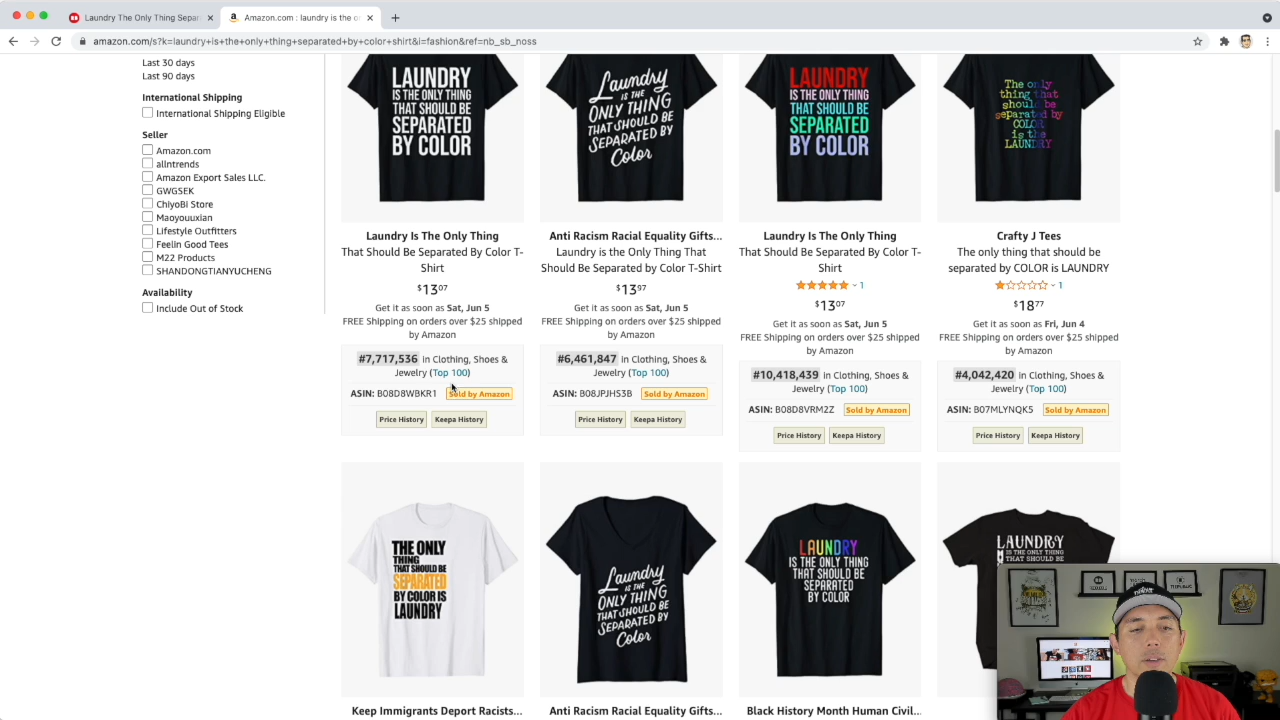 Laundry The Only Thing Separ
Amazon.com : laundry is the o
amazon.com/s?k=laundry+is+the+only+thing+separated+by+color+shirt&i=fashion&ref=nb_sb_noss
Last 30 days
Last 90 days
International Shipping
International Shipping Eligible
Seller
Amazon.com
allntrends
Amazon Export Sales LLC.
GWGSEK
ChiyoBi Store
Maoyouuxian
Lifestyle Outfitters
Feelin Good Tees
M22 Products
SHANDONGTIANYUCHENG
Availability
Include Out of Stock
LAUNDRY
IS THE ONLY THING
THAT SHOULD BE
SEPARATED
BY COLOR
Laundry Is The Only Thing
That Should Be Separated By Color T-
Shirt
$1307
Get it as soon as Sat, Jun 5
FREE Shipping on orders over $25 shipped
by Amazon
#7,717,536 in Clothing, Shoes &
Jewelry (Top 100)
ASIN: B08D8WBKR1 Sold by Amazon
Price History Keepa History
Laundry
IS THE
ONLY THING
THAT SHOULD BE
SEPARATED BY
Color
Anti Racism Racial Equality Gifts...
Laundry is the Only Thing That
Should Be Separated by Color T-Shirt
$1397
Get it as soon as Sat, Jun 5
FREE Shipping on orders over $25 shipped
by Amazon
#6,461,847 in Clothing, Shoes &
Jewelry (Top 100)
ASIN: B08JPJHS3B Sold by Amazon
Price History Keepa History
LAUNDRY
IS THE ONLY THING
THAT SHOULD BE
SEPARATED
BY COLOR
Laundry Is The Only Thing
That Should Be Separated By Color T-
Shirt
1
$1307
Get it as soon as Sat, Jun 5
FREE Shipping on orders over $25 shipped
by Amazon
#10,418,439 in Clothing, Shoes &
Jewelry (Top 100)
ASIN: B08D8VRM2Z Sold by Amazon
Price History Keepa History
The only
thing that
should be
separated by
COLOR
is the
LAUNDRY
Crafty J Tees
The only thing that should be
separated by COLOR is LAUNDRY
1
$1877
Get it as soon as Fri, Jun 4
FREE Shipping on orders over $25 shipped
by Amazon
#4,042,420 in Clothing, Shoes &
Jewelry (Top 100)
ASIN: B07MLYNQK5 Sold by Amazon
Price History Keepa History
THE ONLY
THING
THAT SHOULD BE
SEPARATED
BY COLOR IS
LAUNDRY
Keep Immigrants Deport Racists...
Laundry
IS THE
ONLY THING
THAT SHOULD BE
SEPARATED BY
Color
Anti Racism Racial Equality Gifts...
LAUNDRY
IS THE ONLY THING
THAT SHOULD BE
SEPARATED
BY COLOR
Black History Month Human Civil...
LAUNDRY
IS THE ONLY THING